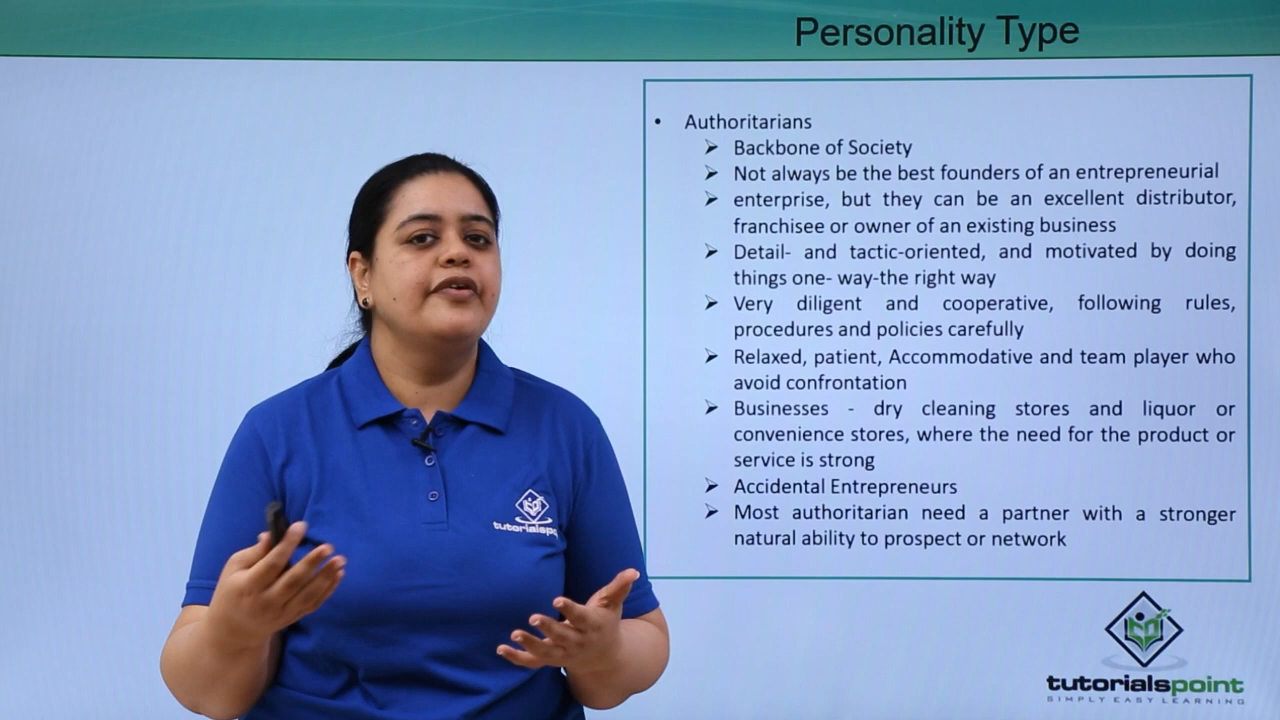 Personality Type
• Authoritarians
➢ Backbone of Society
➢ Not always be the best founders of an entrepreneurial
➢ enterprise, but they can be an excellent distributor,
franchisee or owner of an existing business
➢ Detail- and tactic-oriented, and motivated by doing
things one- way-the right way
➢ Very diligent and cooperative, following rules,
procedures and policies carefully
➢ Relaxed, patient, Accommodative and team player who
avoid confrontation
➢ Businesses - dry cleaning stores and liquor or
convenience stores, where the need for the product or
service is strong
➢ Accidental Entrepreneurs
➢ Most authoritarian need a partner with a stronger
natural ability to prospect or network
tutorialspo
tutorialspoint
SIMPLY EASY LEARNING